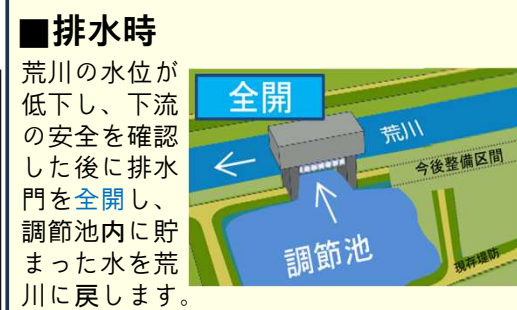 ■排水時
荒川の水位が
低下し、下流
の安全を確認
した後に排水
門を全開し、
調節池内に貯
まった水を荒
川に戻します。
全開
荒川
今後整備区間
調節池
現存堤防